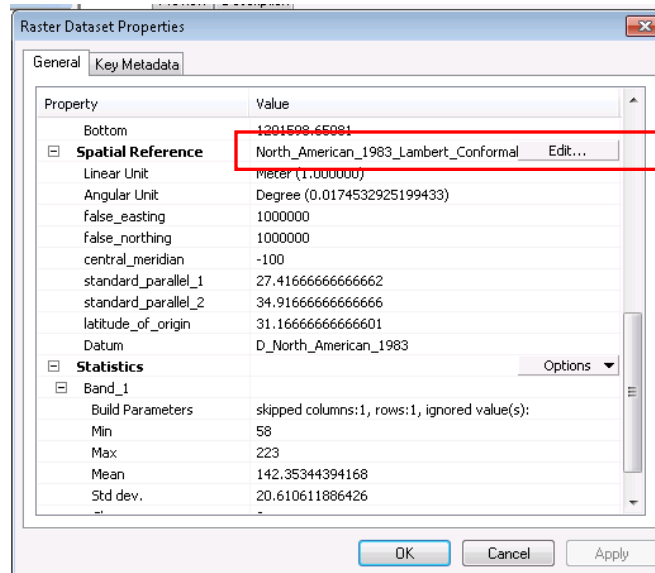 Raster Dataset Properties
General Key Metadata
Property Value
Bottom 1201598.65081
Spatial Reference North_American_1983_Lambert_Conformal Edit...
Linear Unit Meter (1.000000)
Angular Unit Degree (0.0174532925199433)
false_easting 1000000
false_northing 1000000
central_meridian -100
standard_parallel_1 27.41666666666662
standard_parallel_2 34.91666666666666
latitude_of_origin 31.16666666666601
Datum D_North_American_1983
Statistics Options
Band_1
Build Parameters skipped columns:1, rows:1, ignored value(s):
Min 58
Max 223
Mean 142.35344394168
Std dev. 20.610611886426
OK Cancel Apply